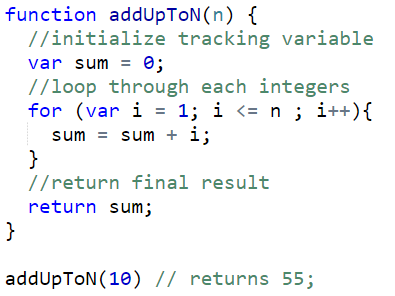 function addUpToN(n) {
  //initialize tracking variable
  var sum = 0;
  //loop through each integers
  for (var i = 1; i <= n ; i++){
    sum = sum + i;
  }
  //return final result
  return sum;
}

addUpToN(10) // returns 55;